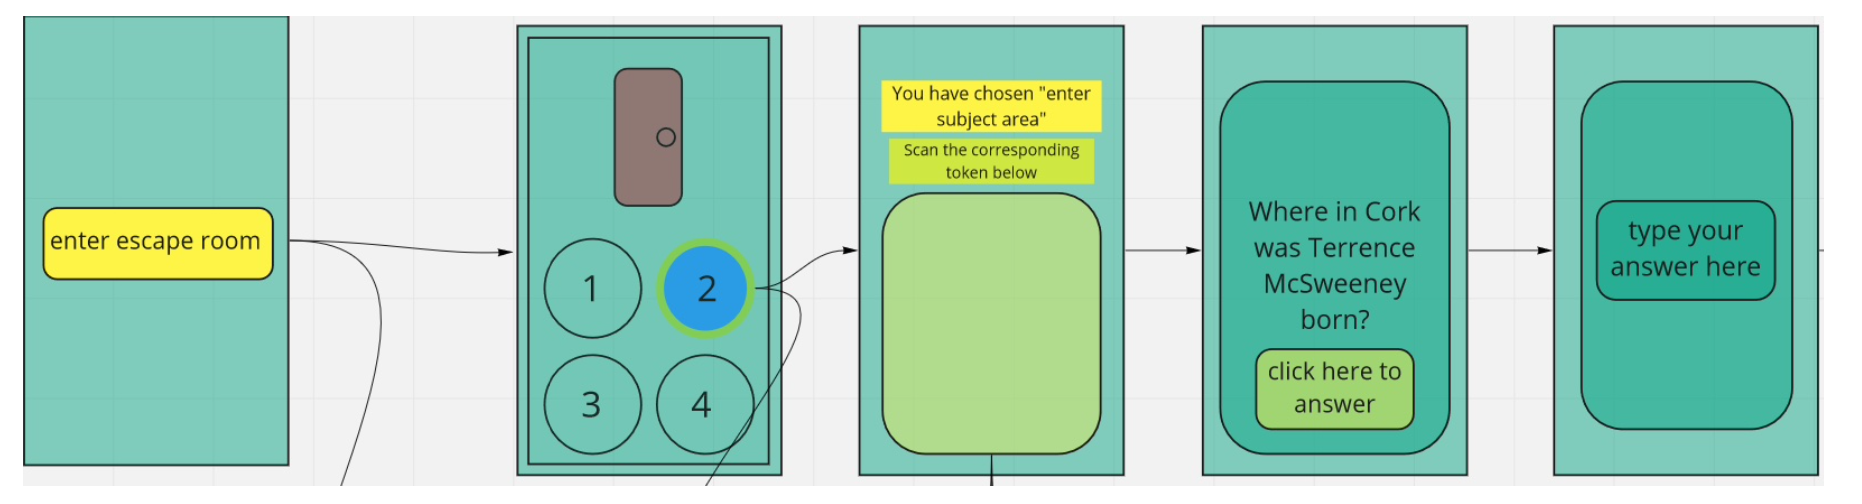 enter escape room
1
2
3
4
You have chosen "enter
subject area"
Scan the corresponding
token below
Where in Cork
was Terrence
McSweeney
born?
click here to
answer
type your
answer here